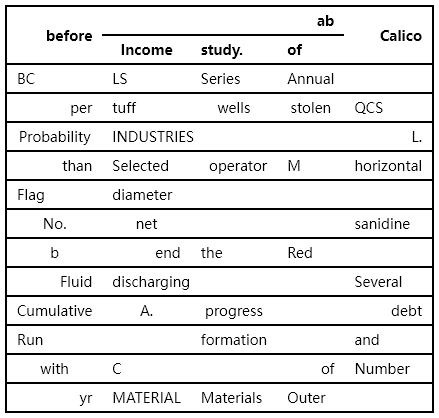 ab
before Calico
Income study. of
BC LS Series Annual
per tuff wells stolen QCS
Probability INDUSTRIES L.
than Selected operator M horizontal
Flag diameter
No. net sanidine
b end the Red
Fluid discharging Several
Cumulative A. progress debt
Run formation and
with C of Number
yr MATERIAL Materials Outer